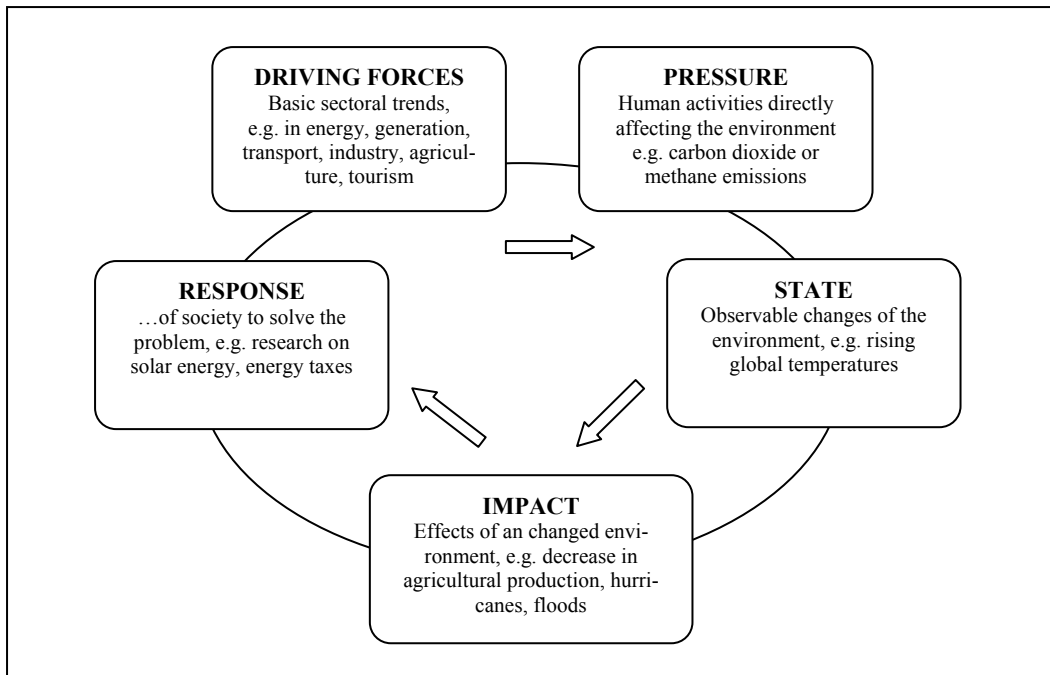 DRIVING FORCES
Basic sectoral trends,
e.g. in energy, generation,
transport, industry, agricul-
ture, tourism
PRESSURE
Human activities directly
affecting the environment
e.g. carbon dioxide or
methane emissions
RESPONSE
…of society to solve the
problem, e.g. research on
solar energy, energy taxes
STATE
Observable changes of the
environment, e.g. rising
global temperatures
IMPACT
Effects of an changed envi-
ronment, e.g. decrease in
agricultural production, hurri-
canes, floods